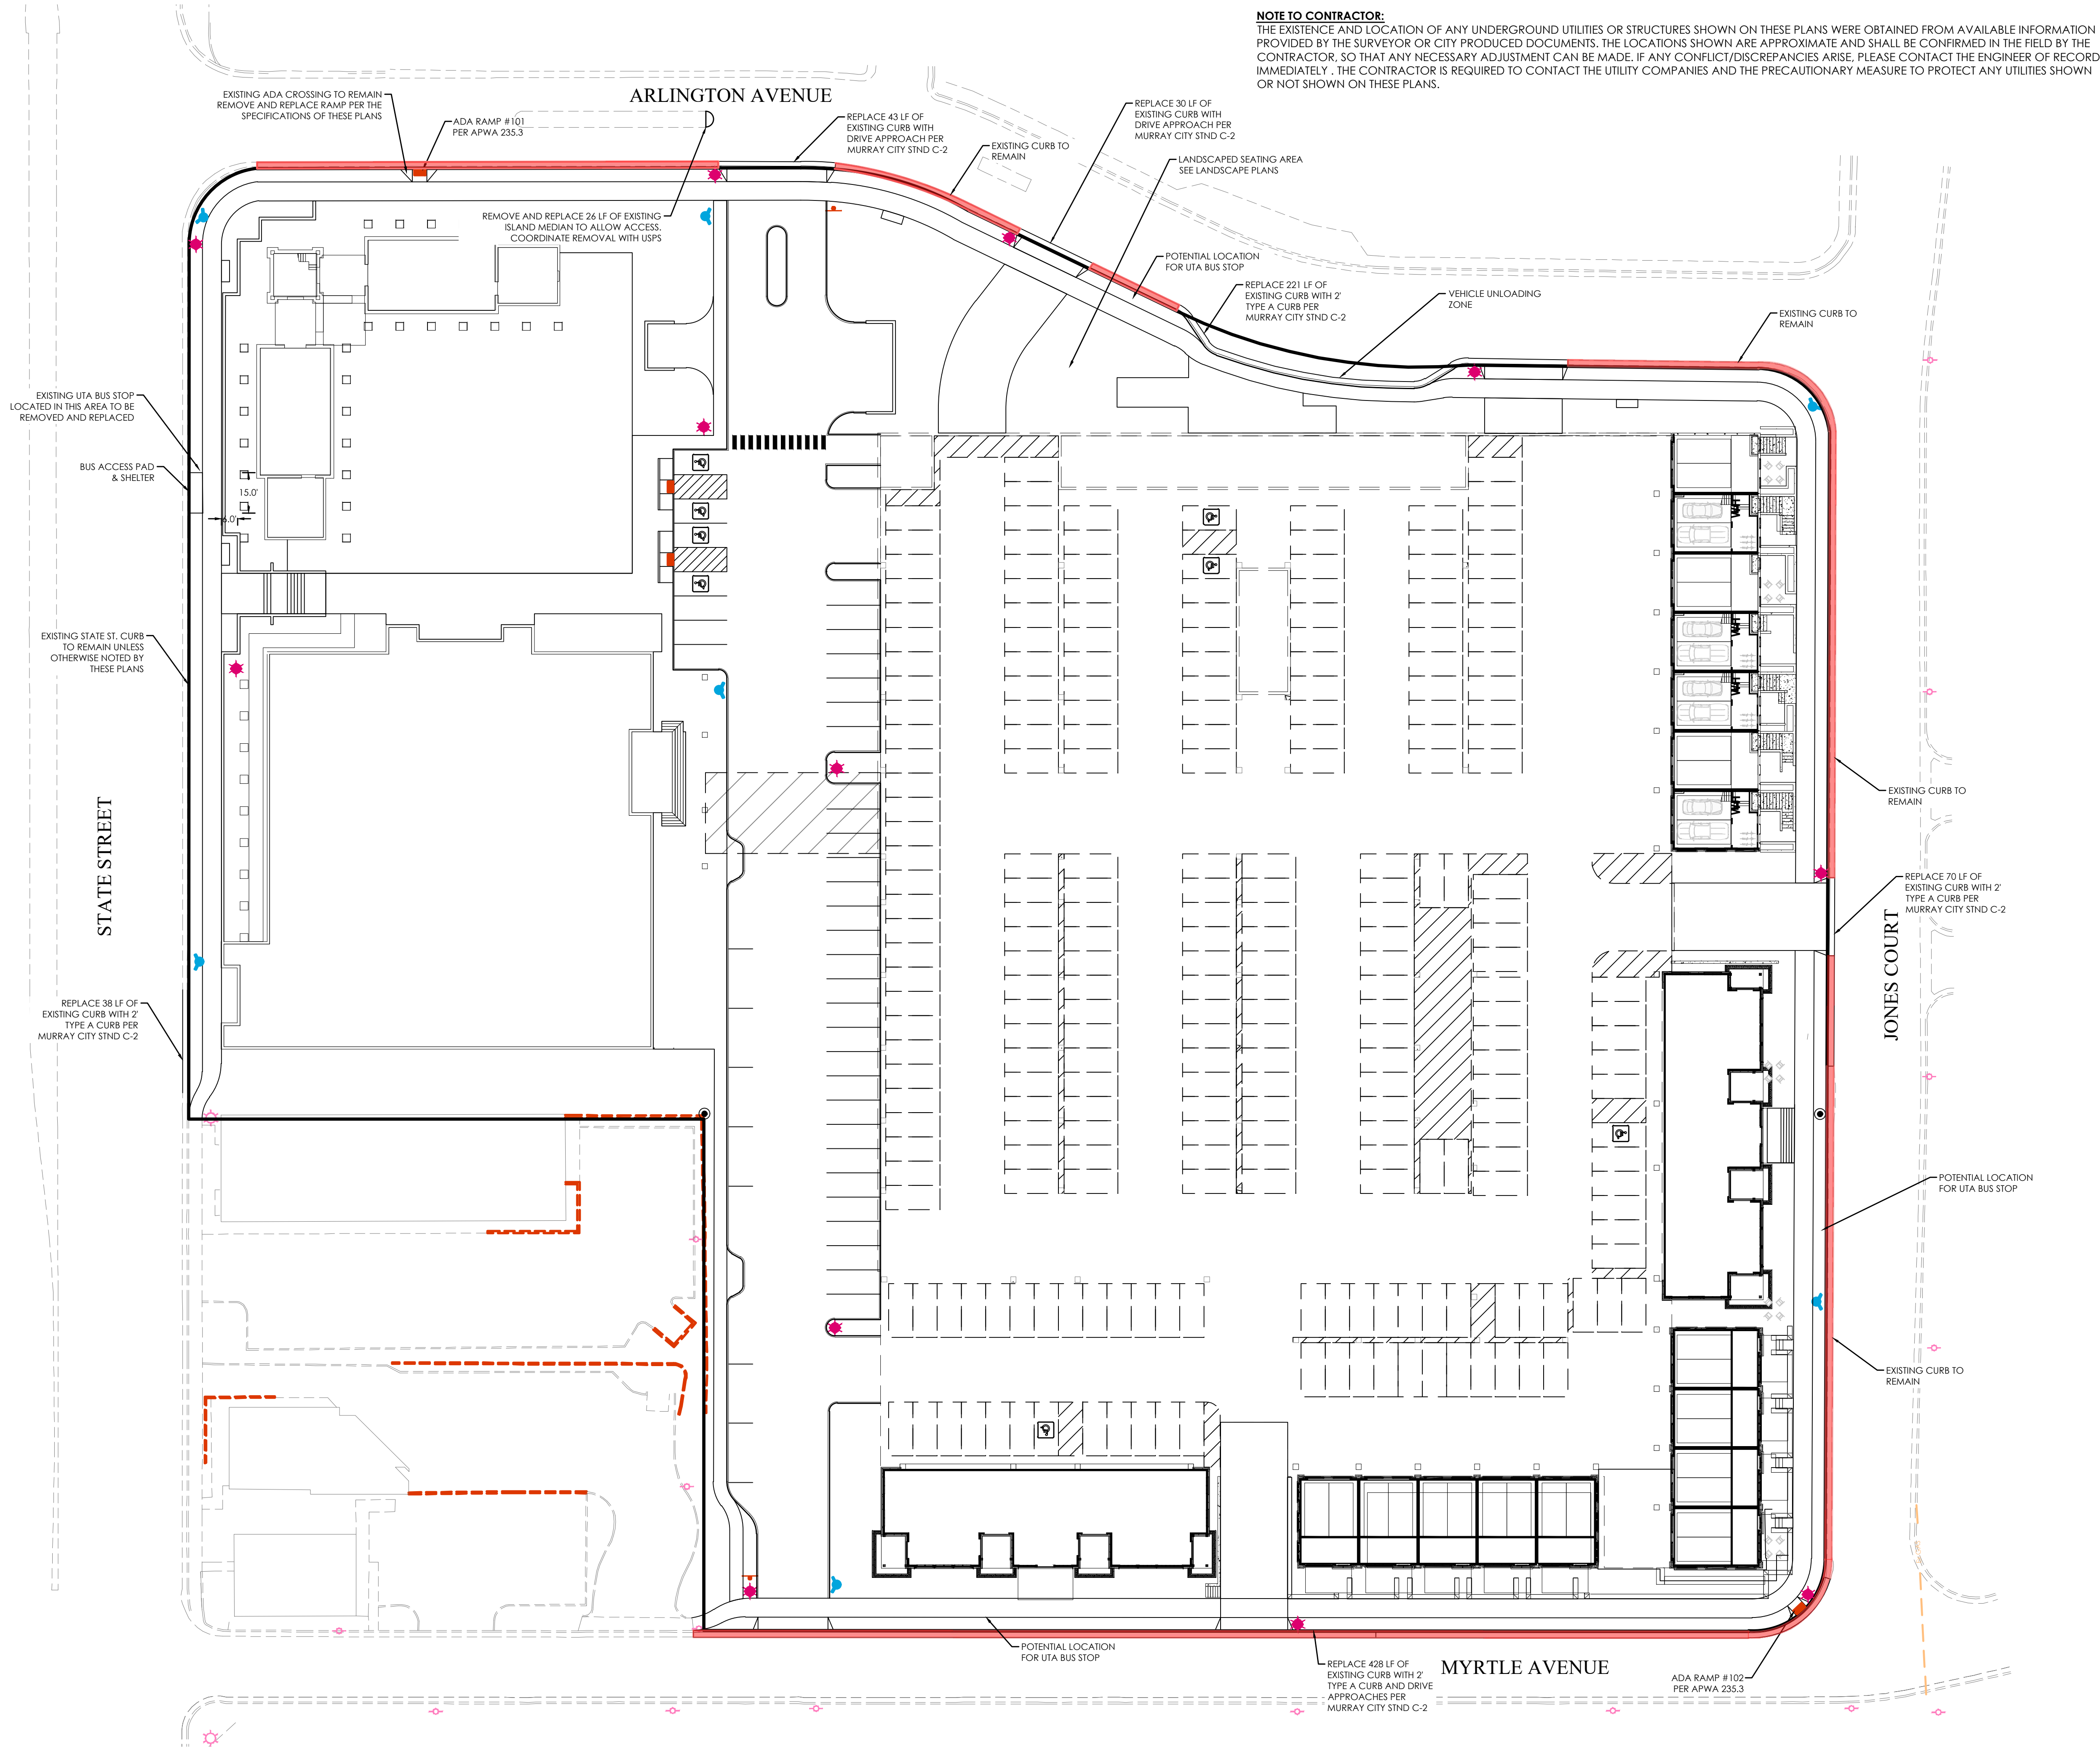 NOTE TO CONTRACTOR:
THE EXISTENCE AND LOCATION OF ANY UNDERGROUND UTILITIES OR STRUCTURES SHOWN ON THESE PLANS WERE OBTAINED FROM AVAILABLE INFORMATION
PROVIDED BY THE SURVEYOR OR CITY PRODUCED DOCUMENTS. THE LOCATIONS SHOWN ARE APPROXIMATE AND SHALL BE CONFIRMED IN THE FIELD BY THE
CONTRACTOR, SO THAT ANY NECESSARY ADJUSTMENT CAN BE MADE. IF ANY CONFLICT/DISCREPANCIES ARISE, PLEASE CONTACT THE ENGINEER OF RECORD
IMMEDIATELY . THE CONTRACTOR IS REQUIRED TO CONTACT THE UTILITY COMPANIES AND THE PRECAUTIONARY MEASURE TO PROTECT ANY UTILITIES SHOWN
OR NOT SHOWN ON THESE PLANS.
EXISTING ADA CROSSING TO REMAIN
REMOVE AND REPLACE RAMP PER THE
SPECIFICATIONS OF THESE PLANS
ADA RAMP #101
PER APWA 235.3
ARLINGTON AVENUE
REPLACE 43 LF OF
EXISTING CURB WITH
DRIVE APPROACH PER
MURRAY CITY STND C-2
EXISTING CURB TO
REMAIN
REPLACE 30 LF OF
EXISTING CURB WITH
DRIVE APPROACH PER
MURRAY CITY STND C-2
LANDSCAPED SEATING AREA
SEE LANDSCAPE PLANS
REMOVE AND REPLACE 26 LF OF EXISTING
ISLAND MEDIAN TO ALLOW ACCESS.
COORDINATE REMOVAL WITH USPS
POTENTIAL LOCATION
FOR UTA BUS STOP
REPLACE 221 LF OF
EXISTING CURB WITH 2'
TYPE A CURB PER
MURRAY CITY STND C-2
VEHICLE UNLOADING
ZONE
EXISTING CURB TO
REMAIN
EXISTING UTA BUS STOP
LOCATED IN THIS AREA TO BE
REMOVED AND REPLACED
BUS ACCESS PAD
& SHELTER
15.0'
6.0'
EXISTING STATE ST. CURB
TO REMAIN UNLESS
OTHERWISE NOTED BY
THESE PLANS
STATE STREET
REPLACE 38 LF OF
EXISTING CURB WITH 2'
TYPE A CURB PER
MURRAY CITY STND C-2
EXISTING CURB TO
REMAIN
REPLACE 70 LF OF
EXISTING CURB WITH 2'
TYPE A CURB PER
MURRAY CITY STND C-2
JONES COURT
POTENTIAL LOCATION
FOR UTA BUS STOP
EXISTING CURB TO
REMAIN
POTENTIAL LOCATION
FOR UTA BUS STOP
REPLACE 428 LF OF
EXISTING CURB WITH 2'
TYPE A CURB AND DRIVE
APPROACHES PER
MURRAY CITY STND C-2
MYRTLE AVENUE
ADA RAMP #102
PER APWA 235.3